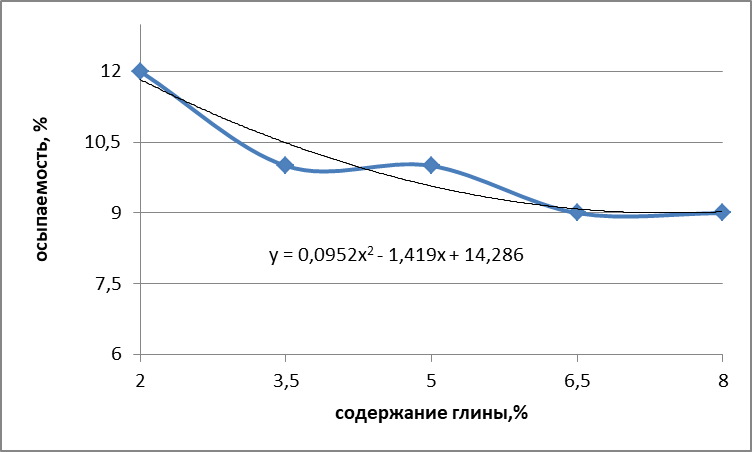 осыпаемость, %
12
10,5
9
7,5
6
y = 0,0952x² - 1,419x + 14,286
2 3,5 5 6,5 8
содержание глины,%